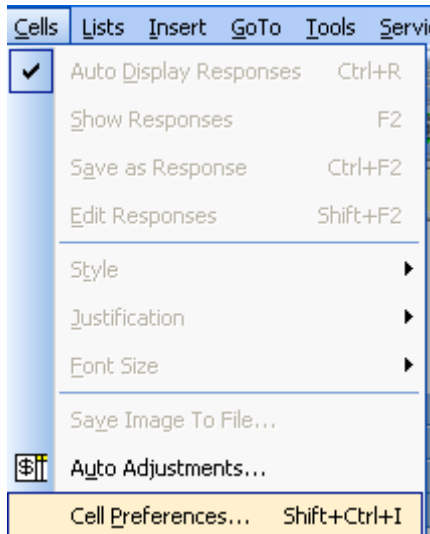 Cells Lists Insert GoTo Tools Servi
Auto Display Responses Ctrl+R
Show Responses F2
Save as Response Ctrl+F2
Edit Responses Shift+F2
Style
Justification
Font Size
Save Image To File...
Auto Adjustments...
Cell Preferences... Shift+Ctrl+I